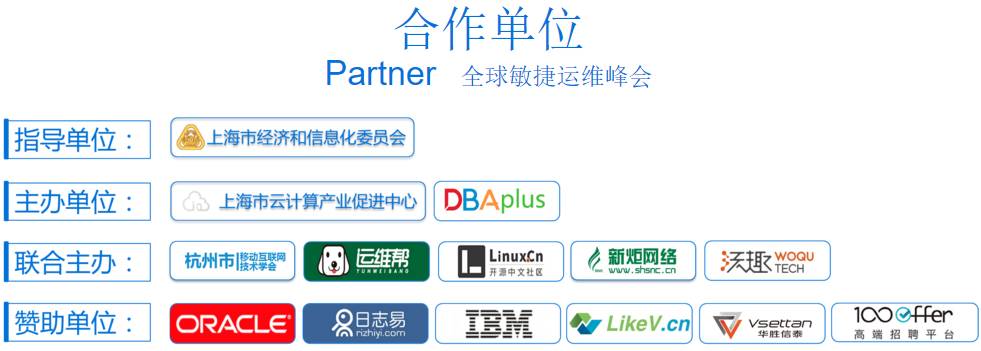 合作单位
Partner 全球敏捷运维峰会
指导单位： 上海市经济和信息化委员会
主办单位： 上海市云计算产业促进中心 DBAplus
联合主办： 杭州市 移动互联网技术学会 运维帮 YUNWEIBANG Linux.Cn 开源中文社区 新炬网络 www.shsnc.cn 沃趣 WOQU TECH
赞助单位： ORACLE 日志易 rizhiyi.com IBM LikeV.cn Vsettan 华胜信泰 100offer 高端招聘平台